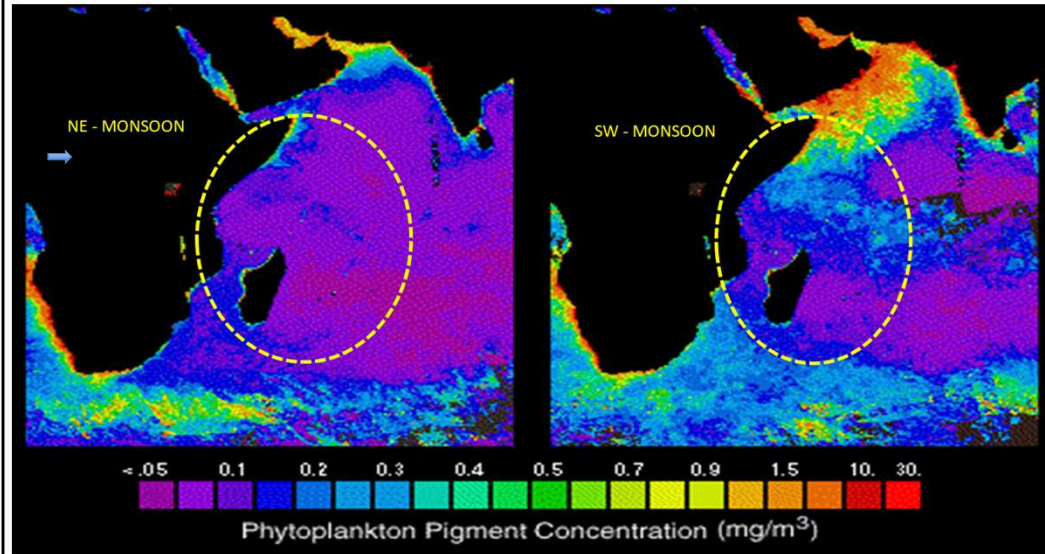 NE - MONSOON
SW - MONSOON
< .05 0.1 0.2 0.3 0.4 0.5 0.7 0.9 1.5 10. 30.
Phytoplankton Pigment Concentration (mg/m³)